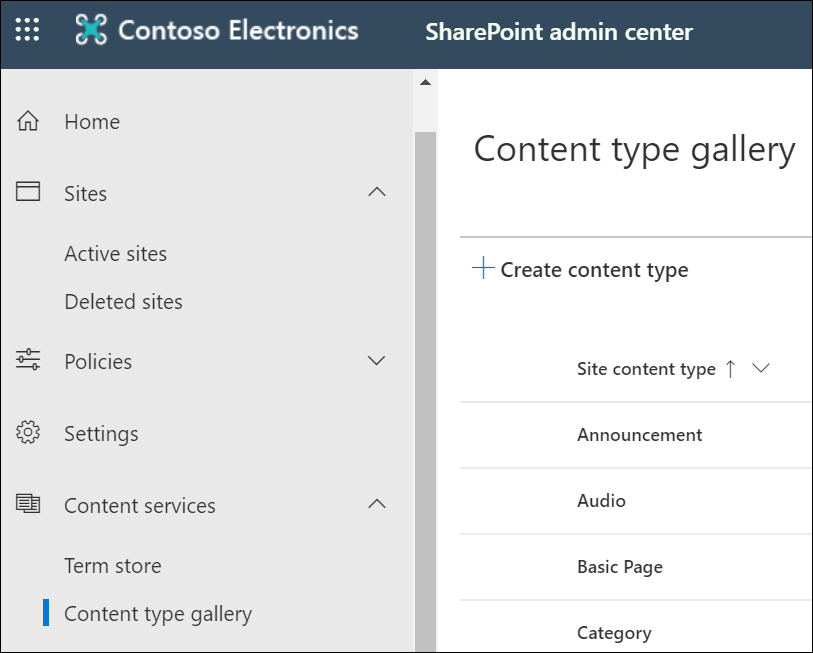 Contoso Electronics
SharePoint admin center
Home
Sites
Active sites
Deleted sites
Policies
Settings
Content services
Term store
Content type gallery
Content type gallery
Create content type
Site content type
Announcement
Audio
Basic Page
Category